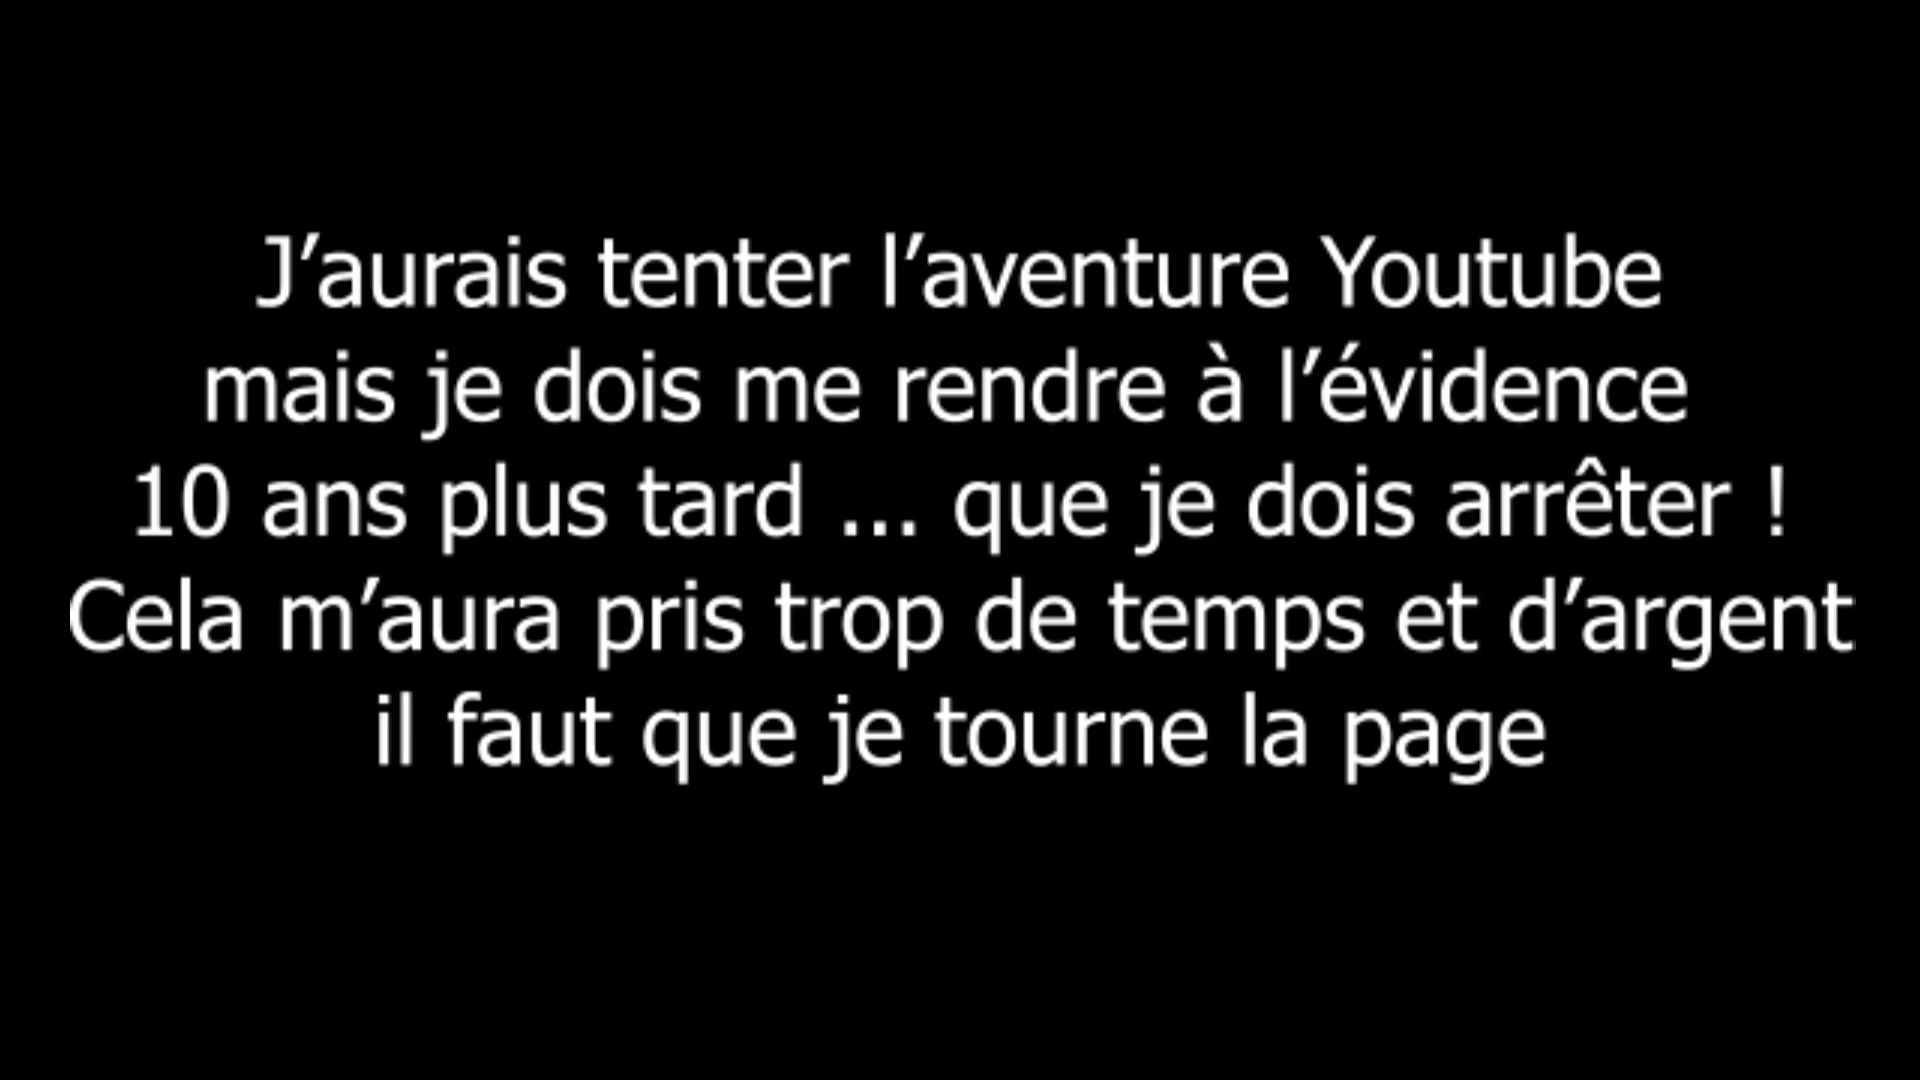 J’aurais tenter l’aventure Youtube
mais je dois me rendre à l’évidence
10 ans plus tard ... que je dois arrêter !
Cela m’aura pris trop de temps et d’argent
il faut que je tourne la page